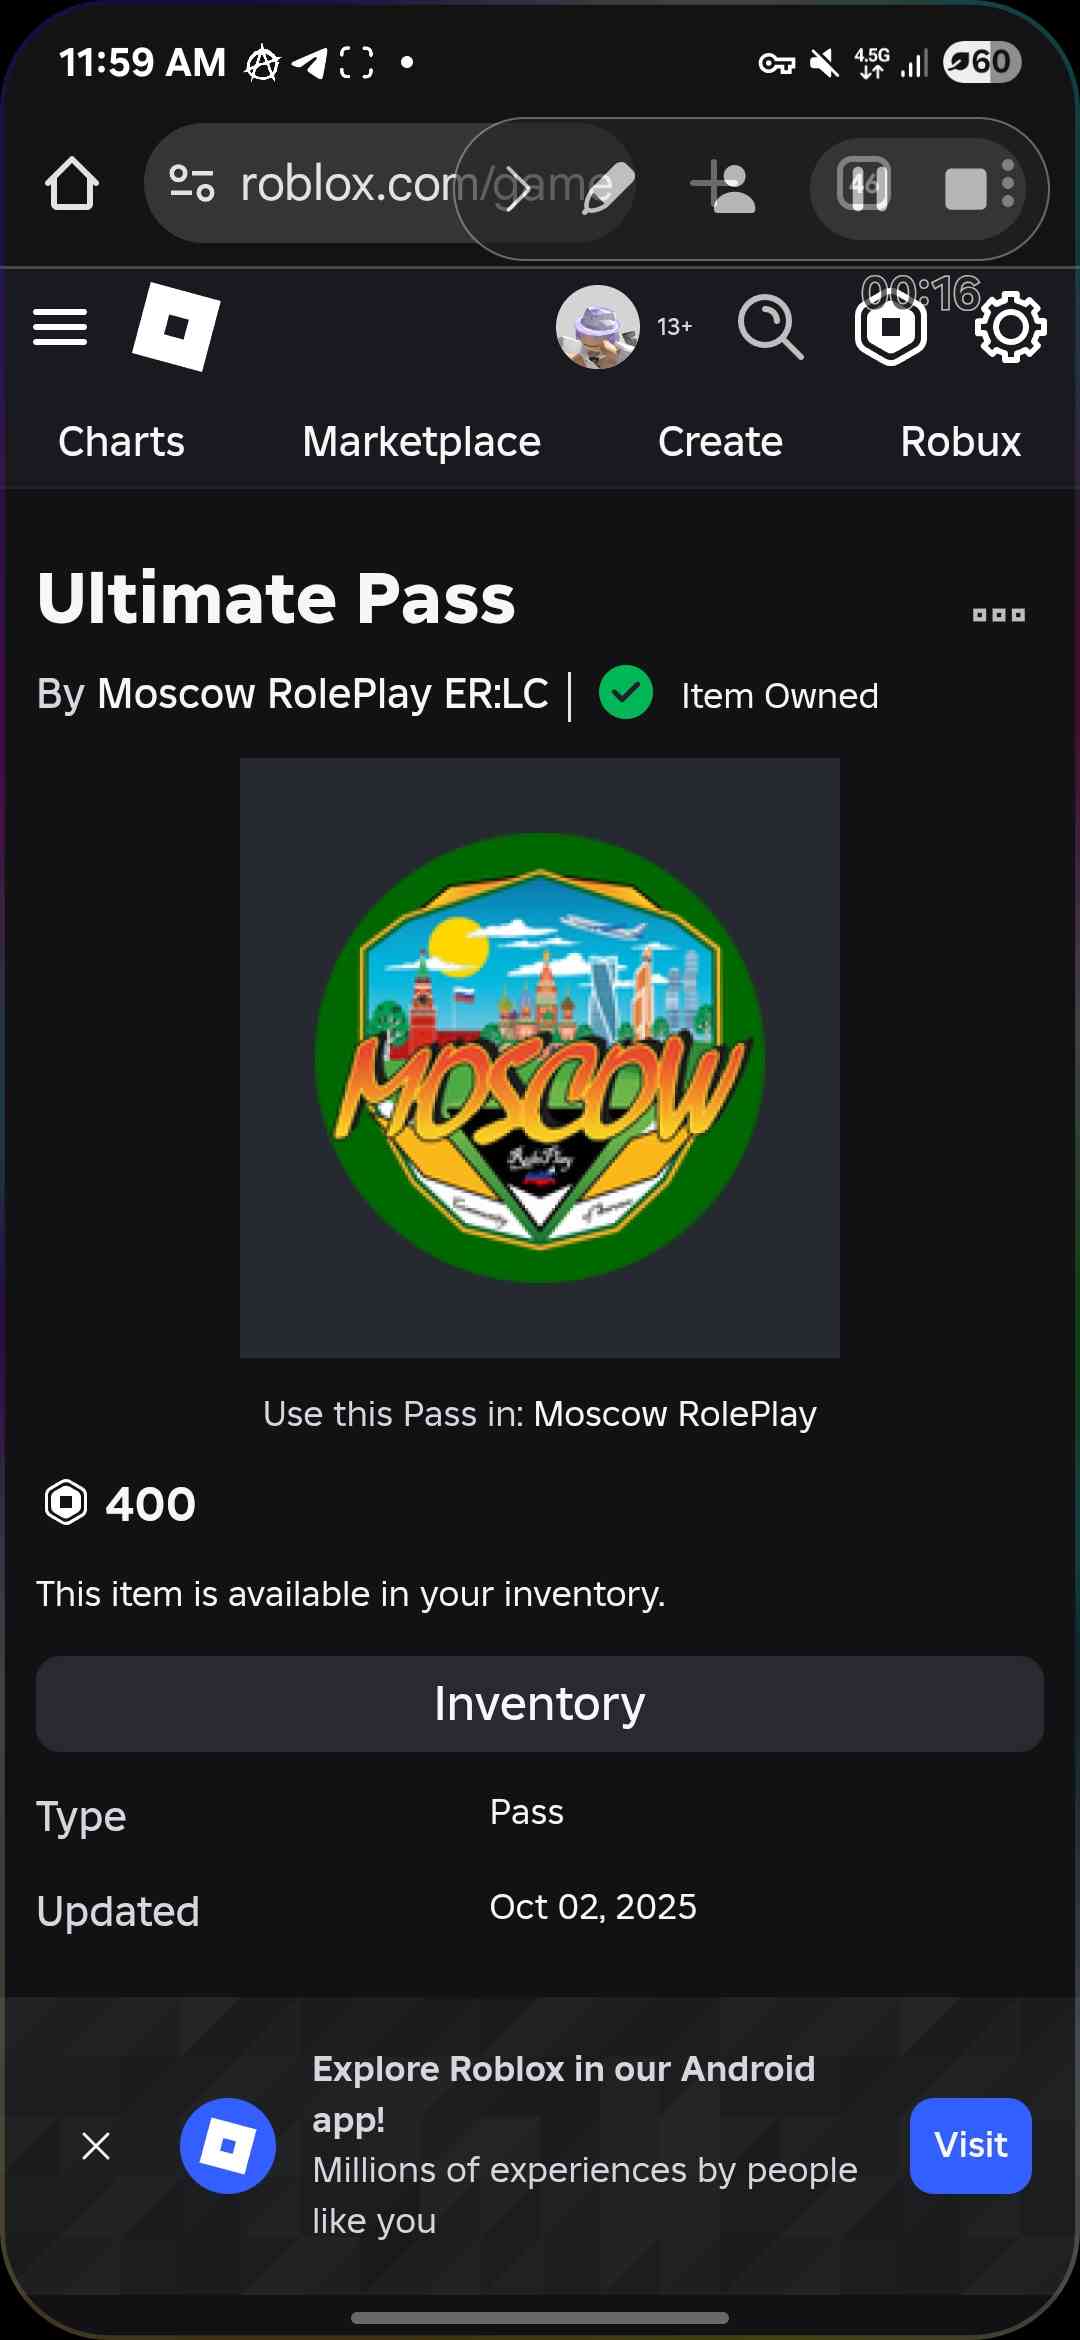 11:59 AM
4.5G
60
roblox.com/game
46
00:16
13+
Charts
Marketplace
Create
Robux
Ultimate Pass
By Moscow RolePlay ER:LC
Item Owned
MOSCOW
RolePlay
Use this Pass in: Moscow RolePlay
400
This item is available in your inventory.
Inventory
Type
Pass
Updated
Oct 02, 2025
Explore Roblox in our Android
app!
Millions of experiences by people
like you
Visit